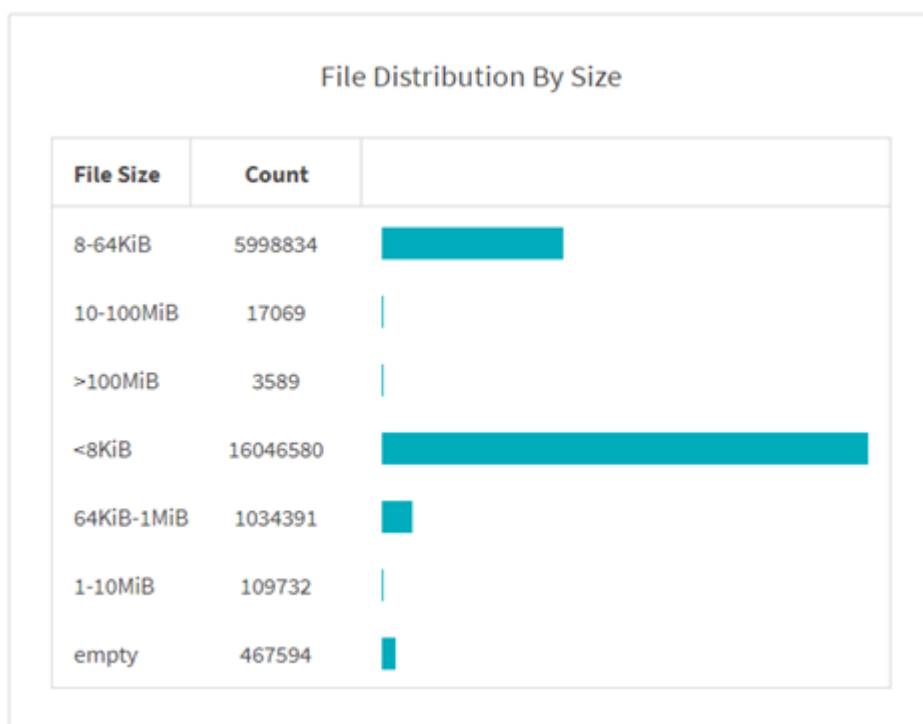 File Distribution By Size
File Size Count
8-64KiB 5998834
10-100MiB 17069
>100MiB 3589
<8KiB 16046580
64KiB-1MiB 1034391
1-10MiB 109732
empty 467594